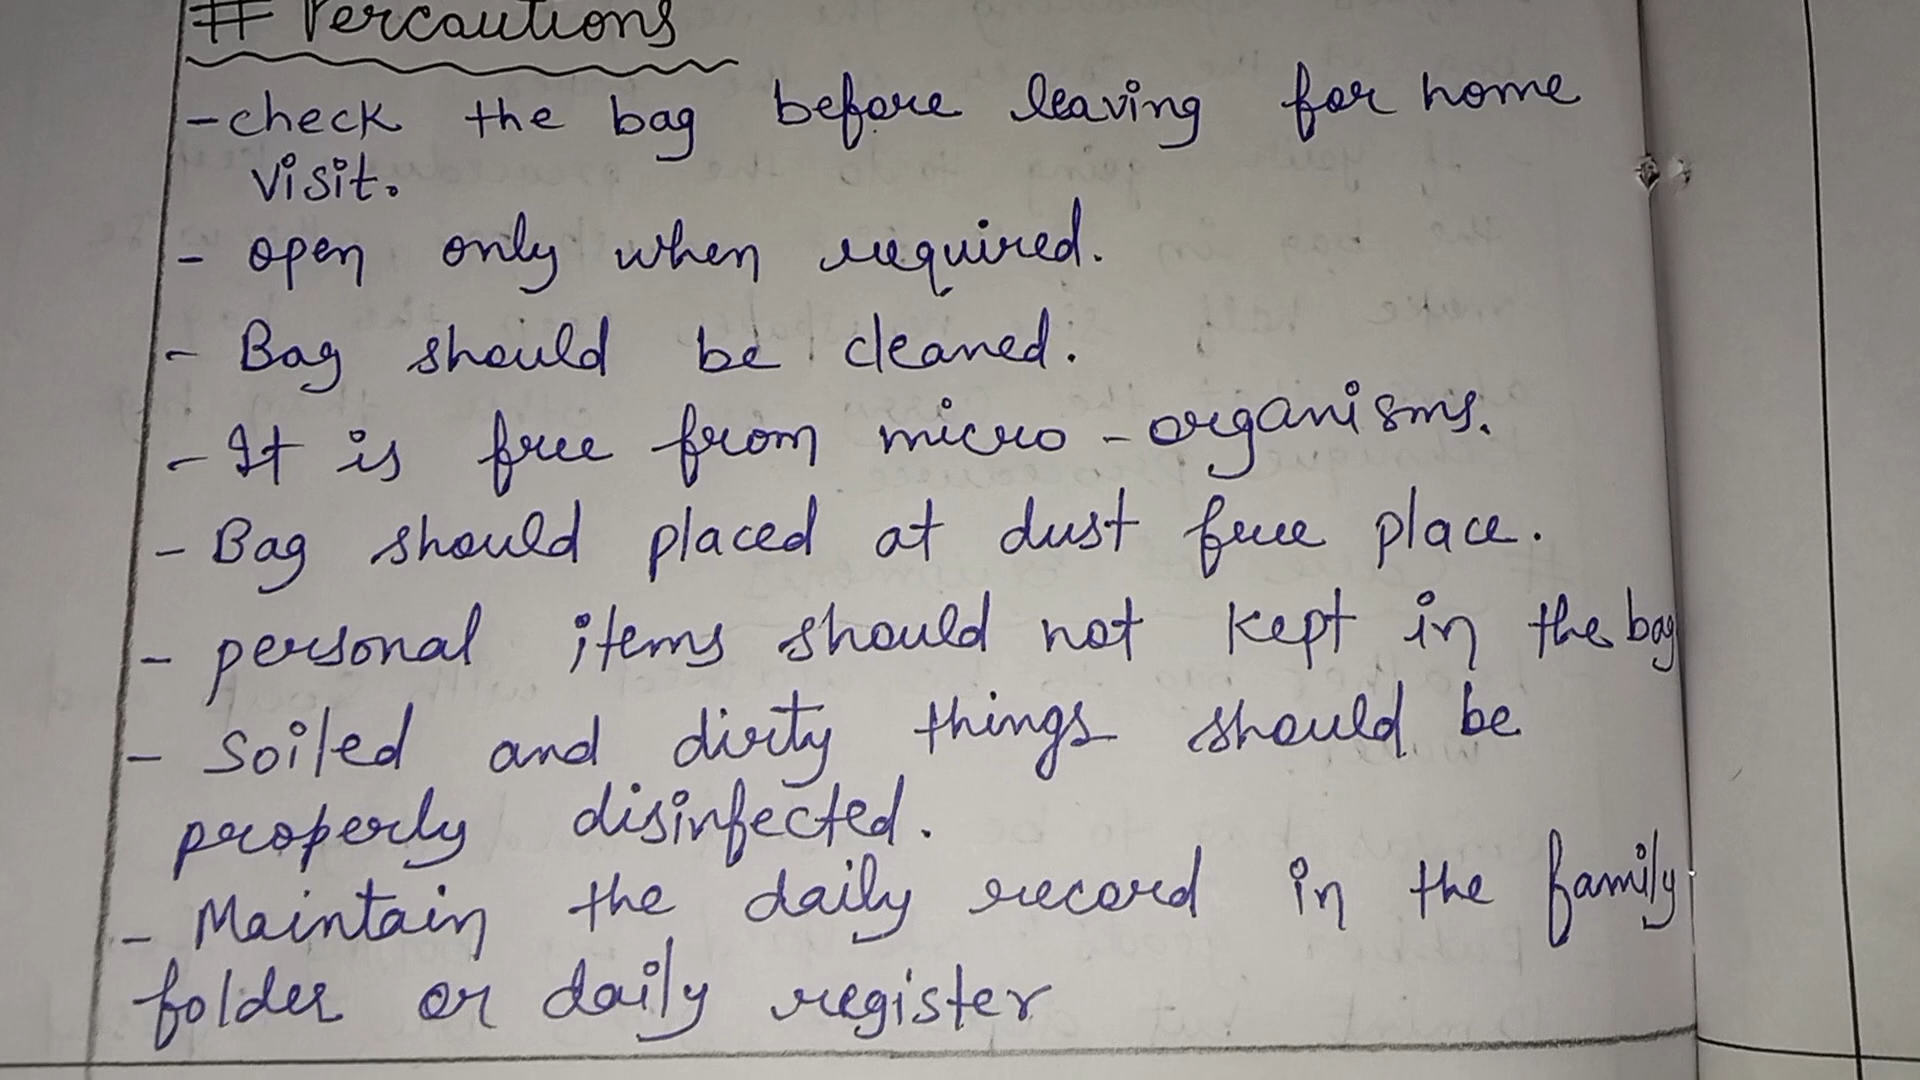 # Percautions
- check the bag before leaving for home
visit.
- open only when required.
- Bag should be cleaned.
- It is free from micro - organisms.
- Bag should placed at dust free place.
- personal items should not kept in the bag
- Soiled and dirty things should be
properly disinfected.
- Maintain the daily record in the family
folder or daily register